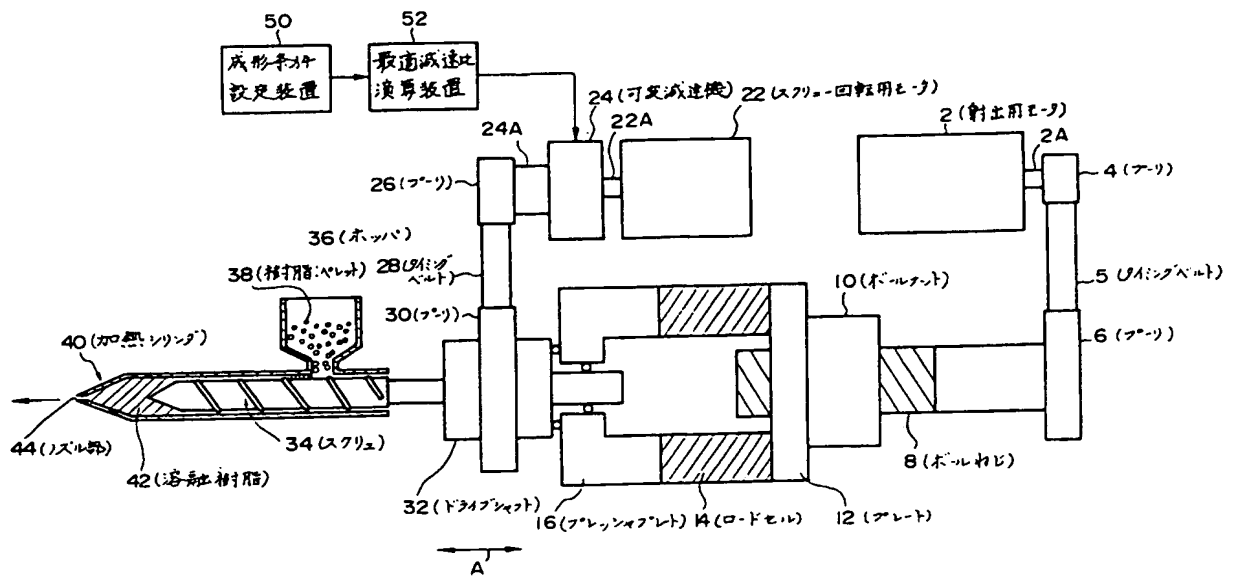 50
52
成形条件
設定装置
最適減速比
演算装置
24(可変減速機)
22(スクリュー回転用モータ)
2(射出用モータ)
24A
22A
2A
26(プーリ)
4(プーリ)
36(ホッパ)
38(樹脂ペレット)
28(タイミング
ベルト)
10(ボールナット)
5(タイミングベルト)
30(プーリ)
6(プーリ)
40(加熱シリンダ)
44(ノズル部)
34(スクリュ)
42(溶融樹脂)
8(ボールねじ)
32(ドライブシャフト)
16(プレッシャプレート)
14(ロードセル)
12(プレート)
A